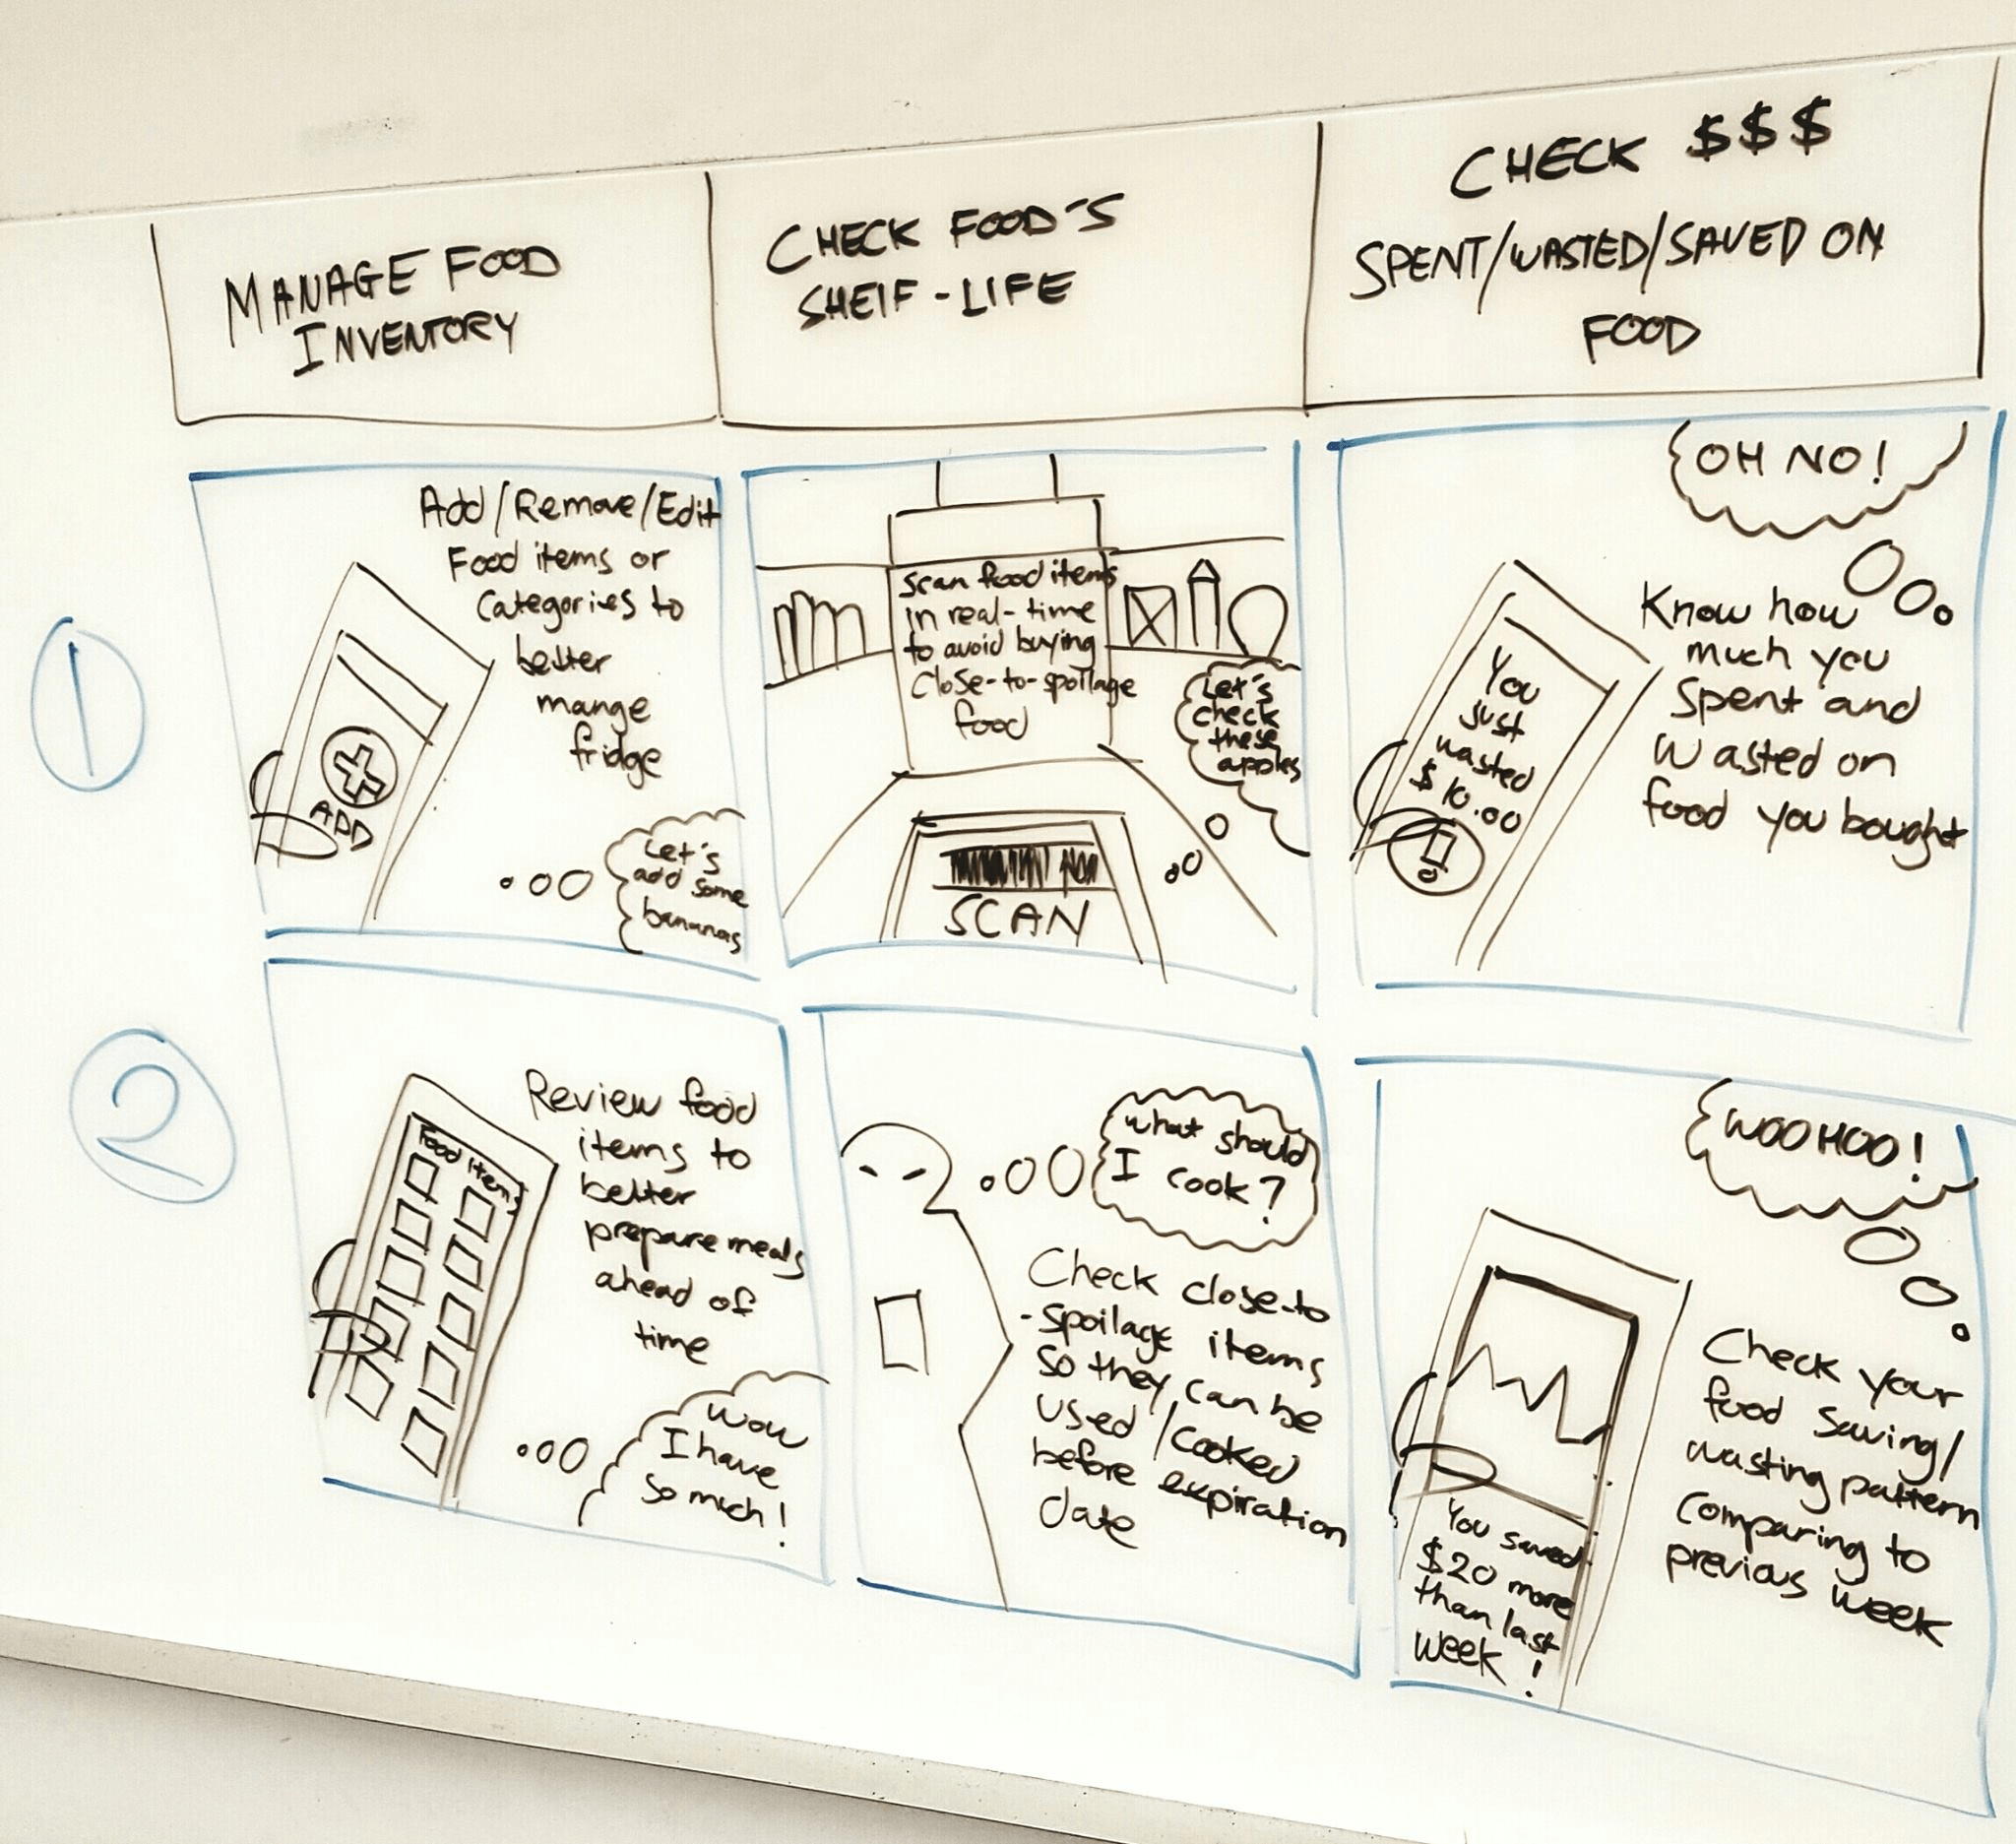 MANAGE FOOD
INVENTORY
CHECK FOOD'S
SHElF-LIFE
CHECK $$$
SPENT/WASTED/SAVED ON
FOOD
1
Add/Remove/Edit
Food items or
Categories to
better
mange
fridge
ADD
Let's
add some
bananas
Scan food items
in real-time
to avoid buying
close-to-spoilage
food
Let's
check
these
apples
SCAN
OH NO!
Know how
much you
Spent and
Wasted on
food you bought
You
just
wasted
$10.00
!
2
Review food
items to
better
prepare meals
ahead of
time
Food items
Wow
I have
so much!
what should
I cook?
Check close-to
-spoilage items
so they can be
used/cooked
before expiration
date
WOOHOO!
Check your
food saving/
wasting pattern
comparing to
previous week
You saved
$20 more
than last
week!